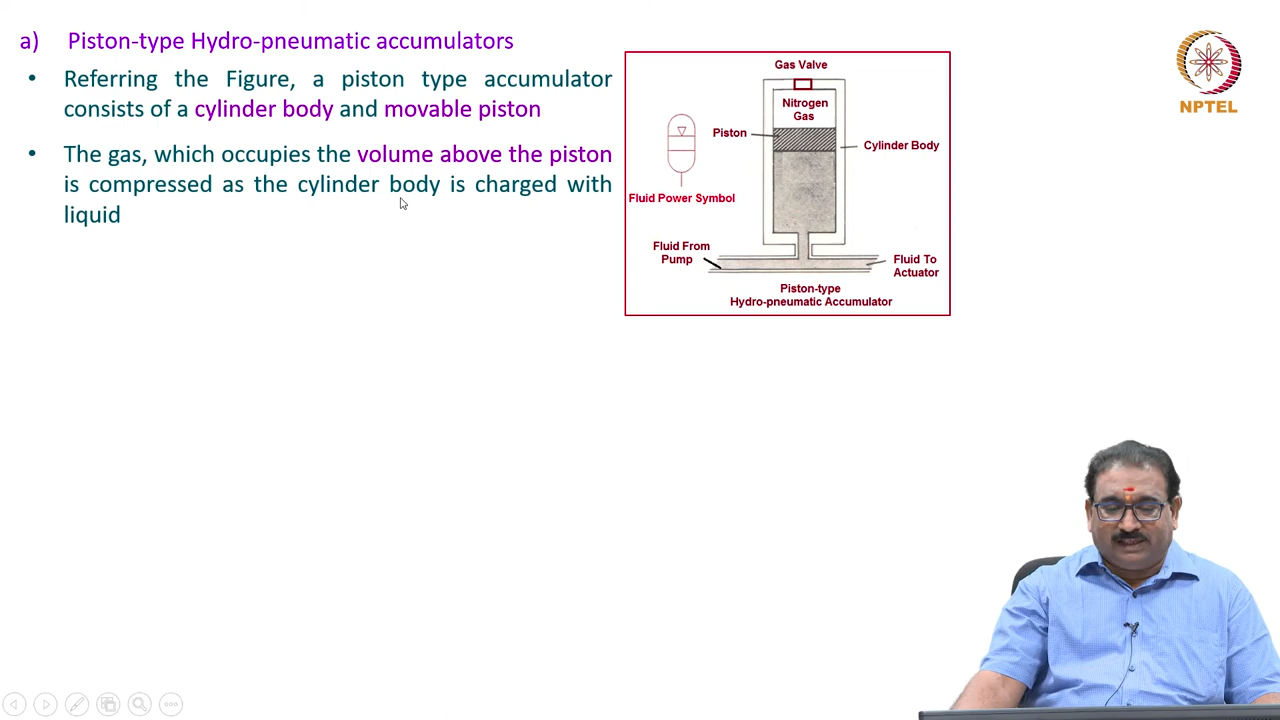 a) Piston-type Hydro-pneumatic accumulators
• Referring the Figure, a piston type accumulator
consists of a cylinder body and movable piston
• The gas, which occupies the volume above the piston
is compressed as the cylinder body is charged with
liquid
Gas Valve
Nitrogen
Gas
Piston
Cylinder Body
Fluid Power Symbol
Fluid From
Pump
Fluid To
Actuator
Piston-type
Hydro-pneumatic Accumulator
NPTEL